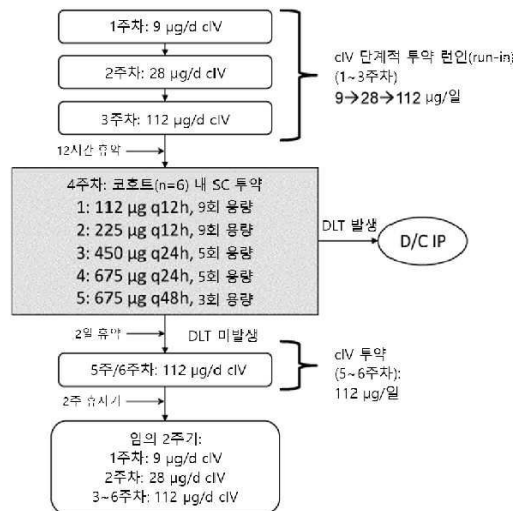 1주차: 9 µg/d cIV
2주차: 28 µg/d cIV
3주차: 112 µg/d cIV
cIV 단계적 투약 런인(run-in)
(1~3주차)
9→28→112 µg/일
12시간 휴약
4주차: 코호트(n=6) 내 SC 투약
1: 112 µg q12h, 9회 용량
2: 225 µg q12h, 9회 용량
3: 450 µg q24h, 5회 용량
4: 675 µg q24h, 5회 용량
5: 675 µg q48h, 3회 용량
DLT 발생
D/C IP
2일 휴약
DLT 미발생
5주/6주차: 112 µg/d cIV
cIV 투약
(5~6주차):
112 µg/일
2주 휴지기
임의 2주기:
1주차: 9 µg/d cIV
2주차: 28 µg/d cIV
3~6주차: 112 µg/d cIV